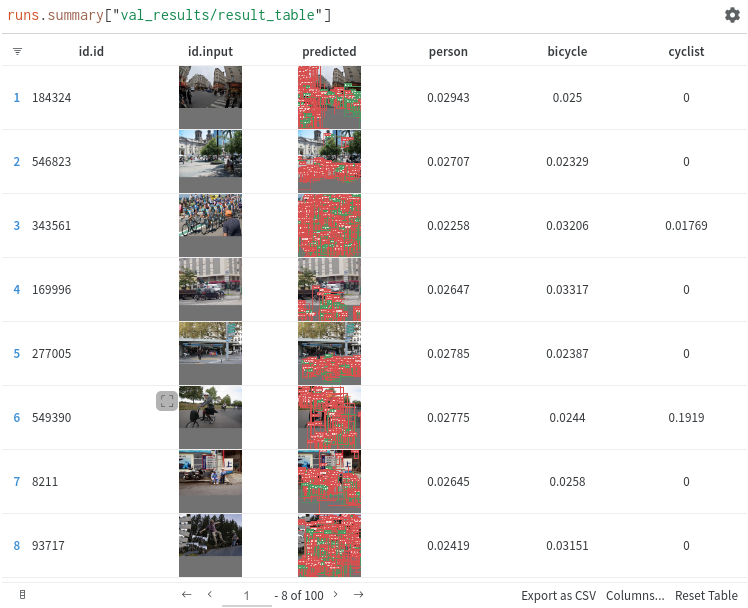 runs.summary["val_results/result_table"]
id.id id.input predicted person bicycle cyclist
1 184324 0.02943 0.025 0
2 546823 0.02707 0.02329 0
3 343561 0.02258 0.03206 0.01769
4 169996 0.02647 0.03317 0
5 277005 0.02785 0.02387 0
6 549390 0.02775 0.0244 0.1919
7 8211 0.02645 0.0258 0
8 93717 0.02419 0.03151 0
← ‹ 1 - 8 of 100 › → Export as CSV Columns... Reset Table